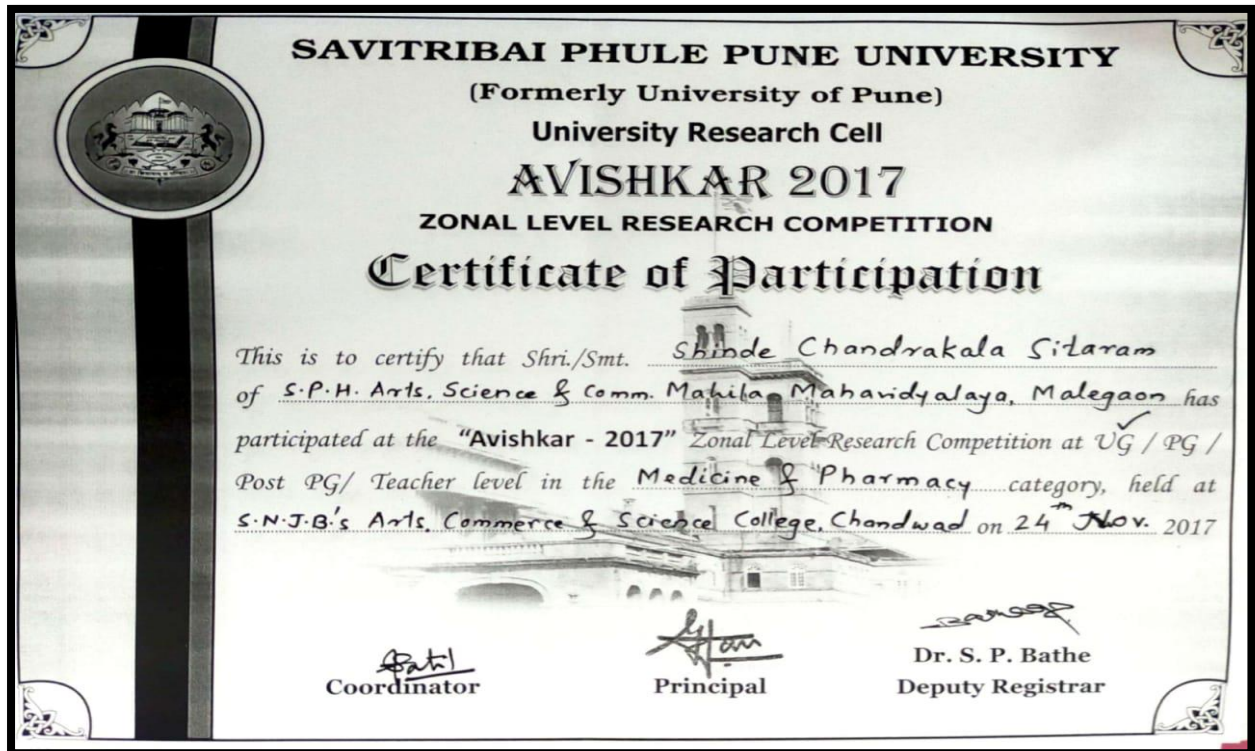 SAVITRIBAI PHULE PUNE UNIVERSITY
(Formerly University of Pune)
University Research Cell
AVISHKAR 2017
ZONAL LEVEL RESEARCH COMPETITION
Certificate of Participation
This is to certify that Shri./Smt. Shinde Chandrakala Sitaram
of S.P.H. Arts, Science & Comm. Mahila Mahavidyalaya, Malegaon has
participated at the "Avishkar - 2017" Zonal Level Research Competition at UG / PG /
Post PG/ Teacher level in the Medicine & Pharmacy category, held at
S.N.J.B.'s Arts, Commerce & Science College, Chandwad on 24th Nov. 2017
Patil
Coordinator
Principal
Dr. S. P. Bathe
Deputy Registrar